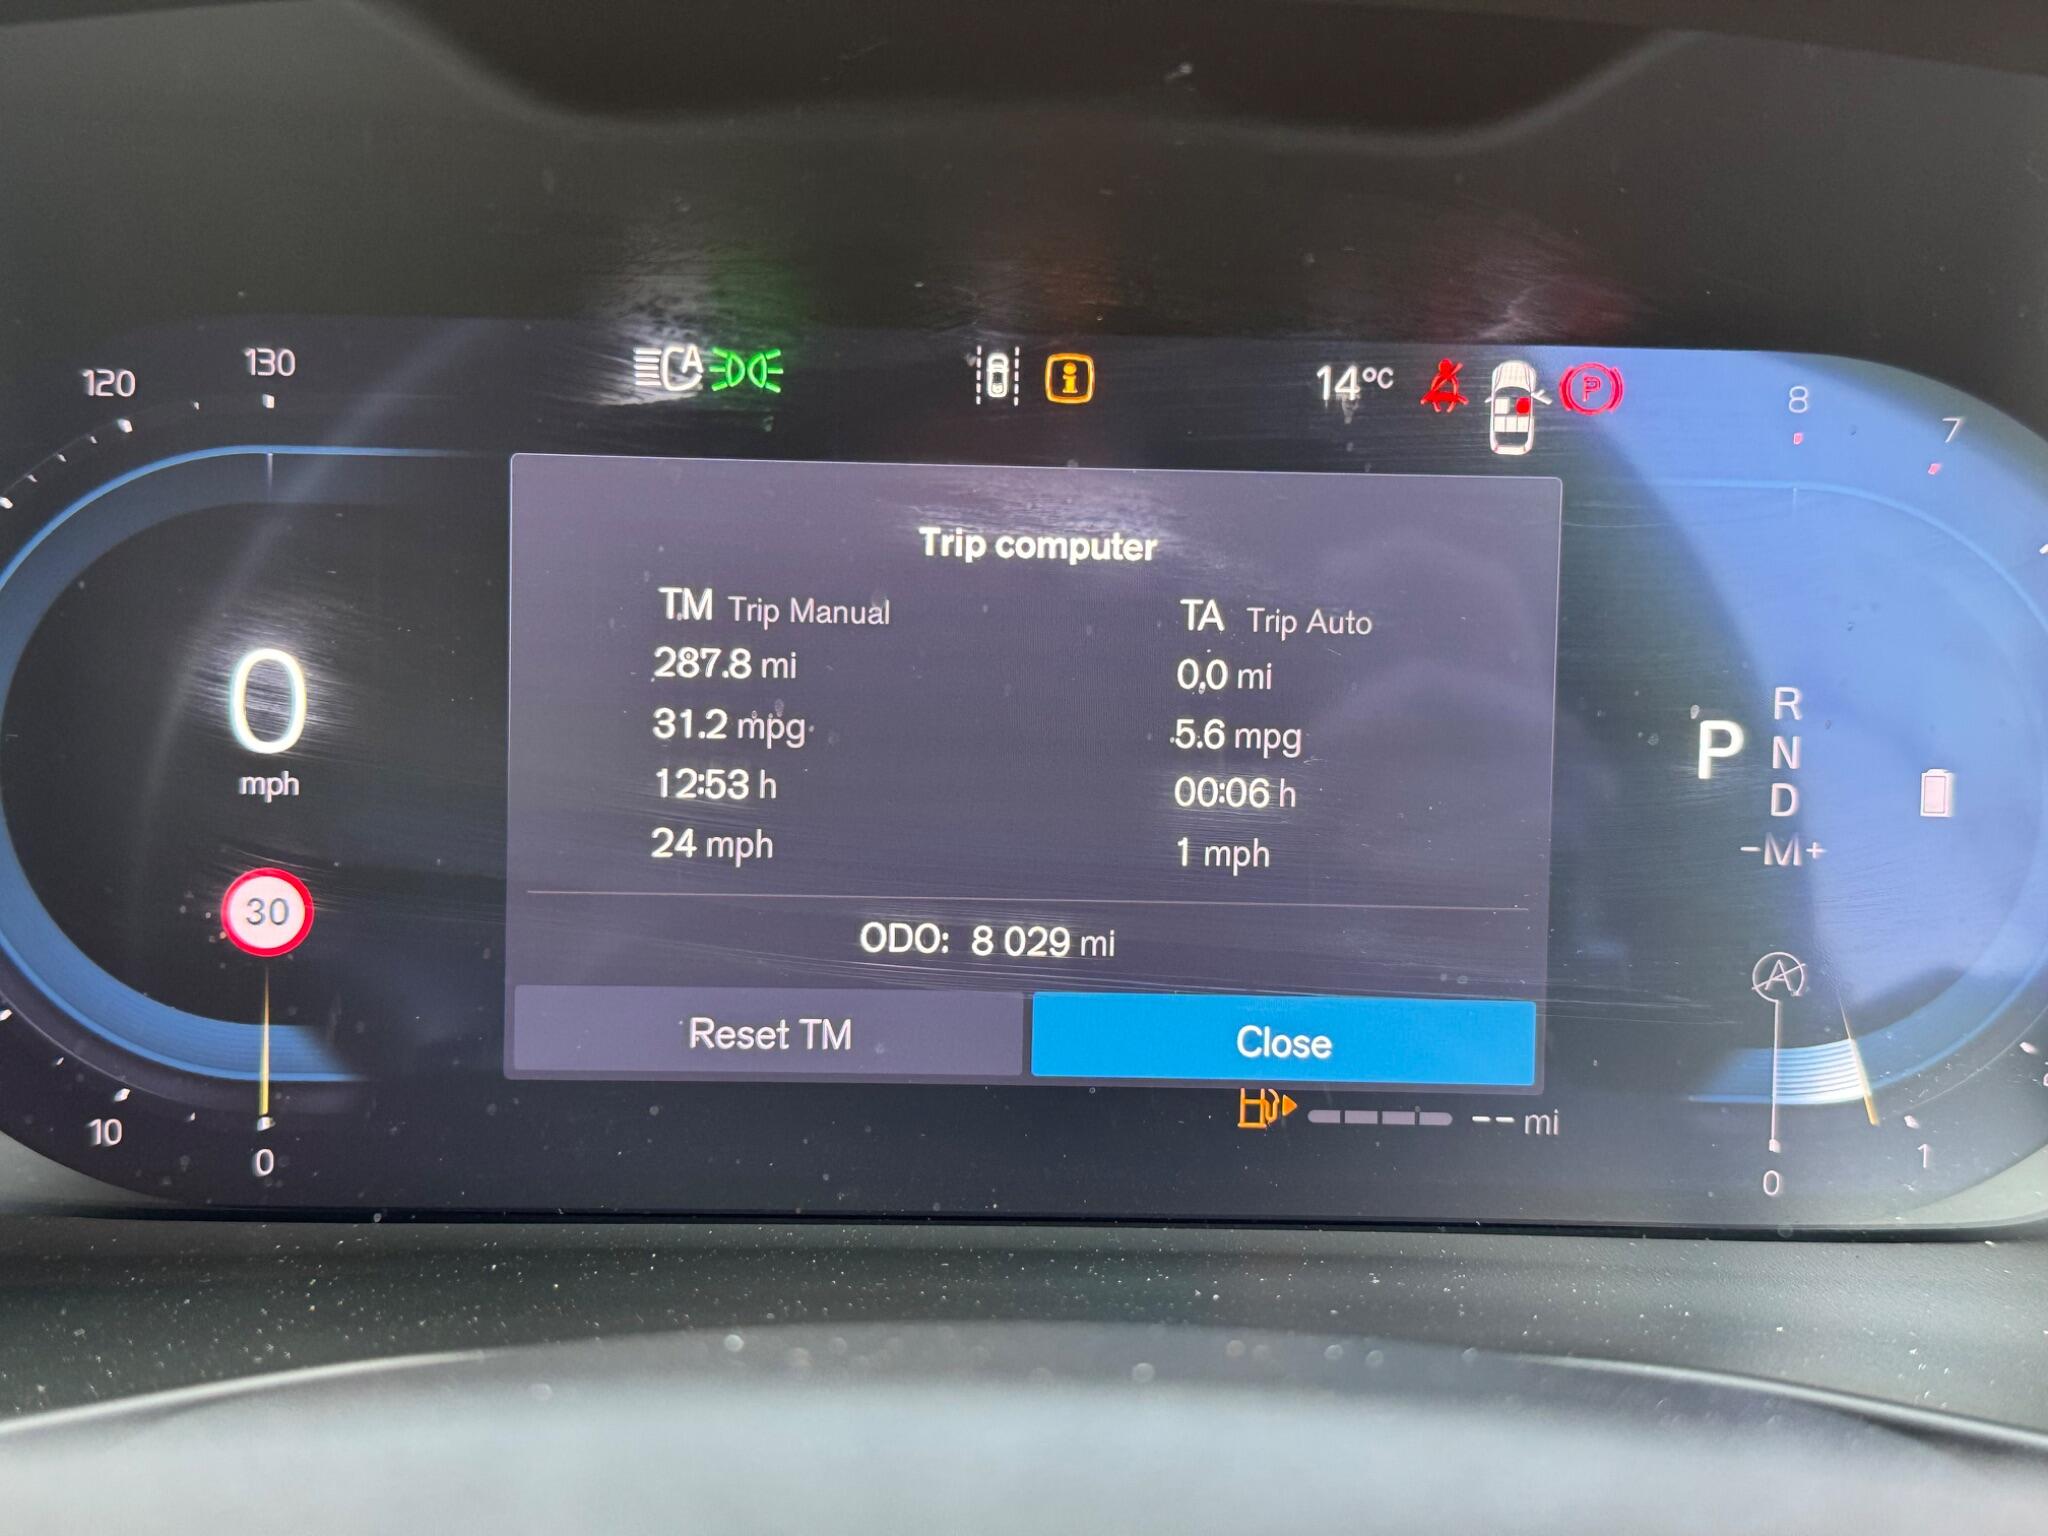 120
130
A
14°C
P
8
7
Trip computer
TM Trip Manual
TA Trip Auto
287.8 mi
0.0 mi
31.2 mpg
5.6 mpg
12:53 h
00:06 h
24 mph
1 mph
ODO: 8 029 mi
Reset TM
Close
0
mph
30
P
R
N
D
-M+
A
-- mi
10
0
1
0